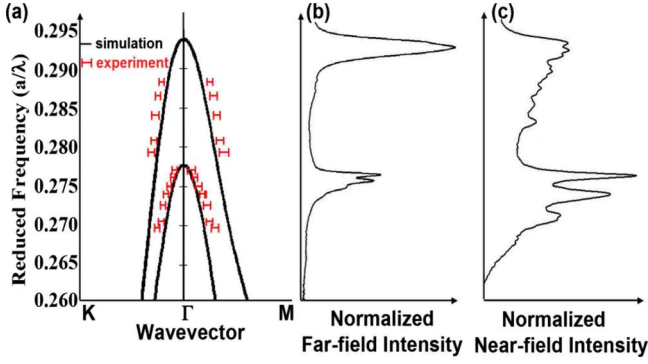 (a)
(b)
(c)
Reduced Frequency (a/λ)
0.295
0.290
0.285
0.280
0.275
0.270
0.265
0.260
simulation
experiment
K
Γ
M
Wavevector
Normalized
Far-field Intensity
Normalized
Near-field Intensity